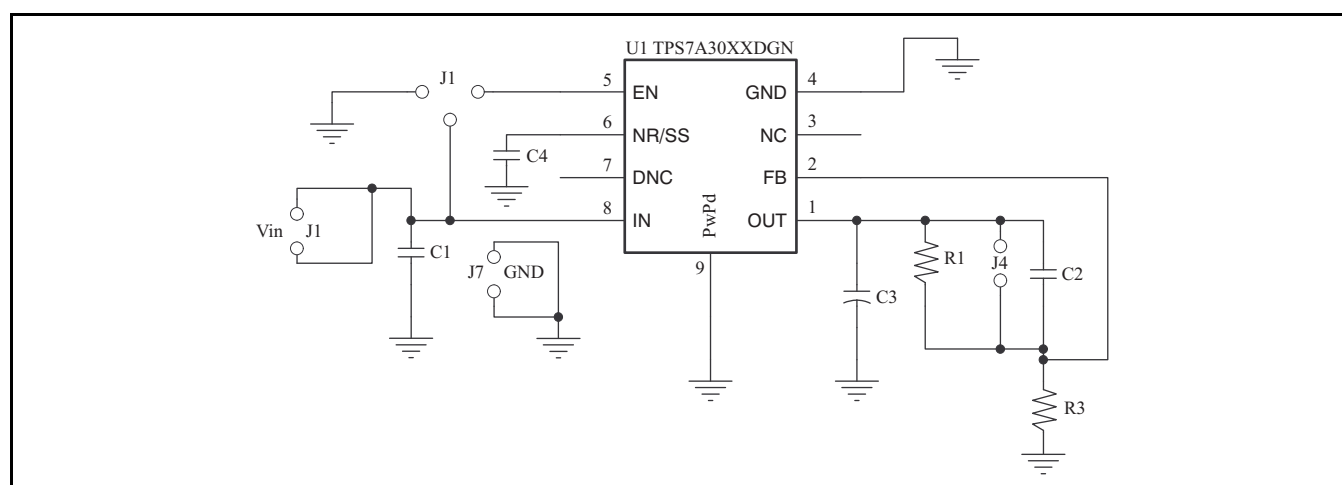 U1 TPS7A30XXDGN
J1
5
EN
GND
4
6
NR/SS
NC
3
C4
7
DNC
FB
2
8
IN
OUT
1
PwPd
Vin
J1
C1
J7
GND
9
C3
R1
J4
C2
R3